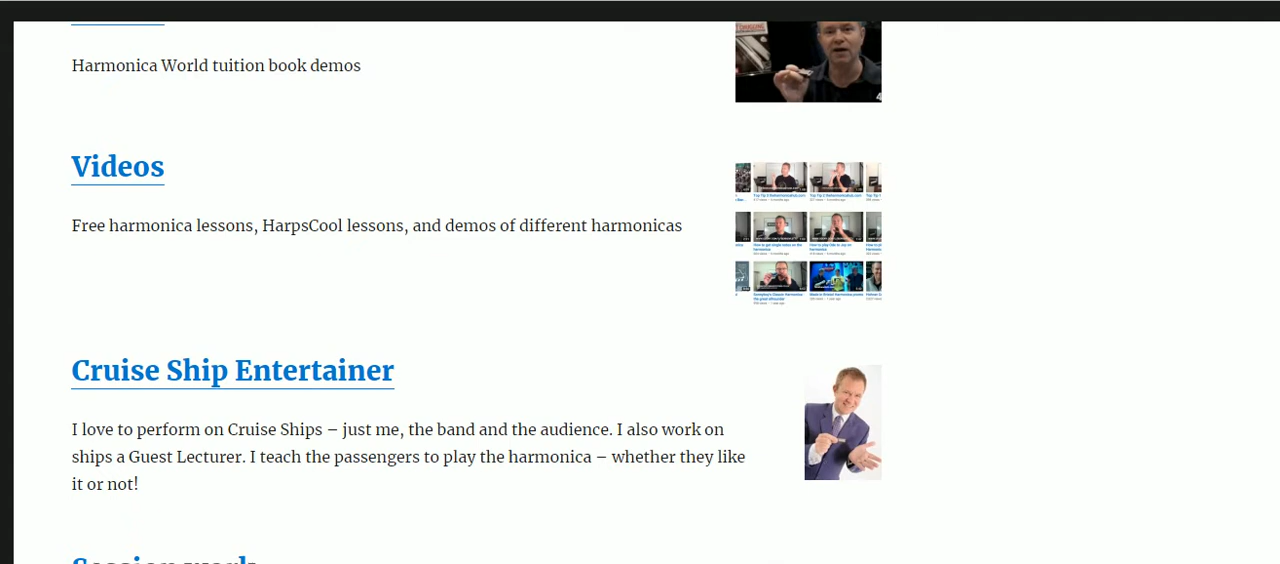 Harmonica World tuition book demos
Videos
Free harmonica lessons, HarpsCool lessons, and demos of different harmonicas
Cruise Ship Entertainer
I love to perform on Cruise Ships – just me, the band and the audience. I also work on
ships a Guest Lecturer. I teach the passengers to play the harmonica – whether they like
it or not!
Session work